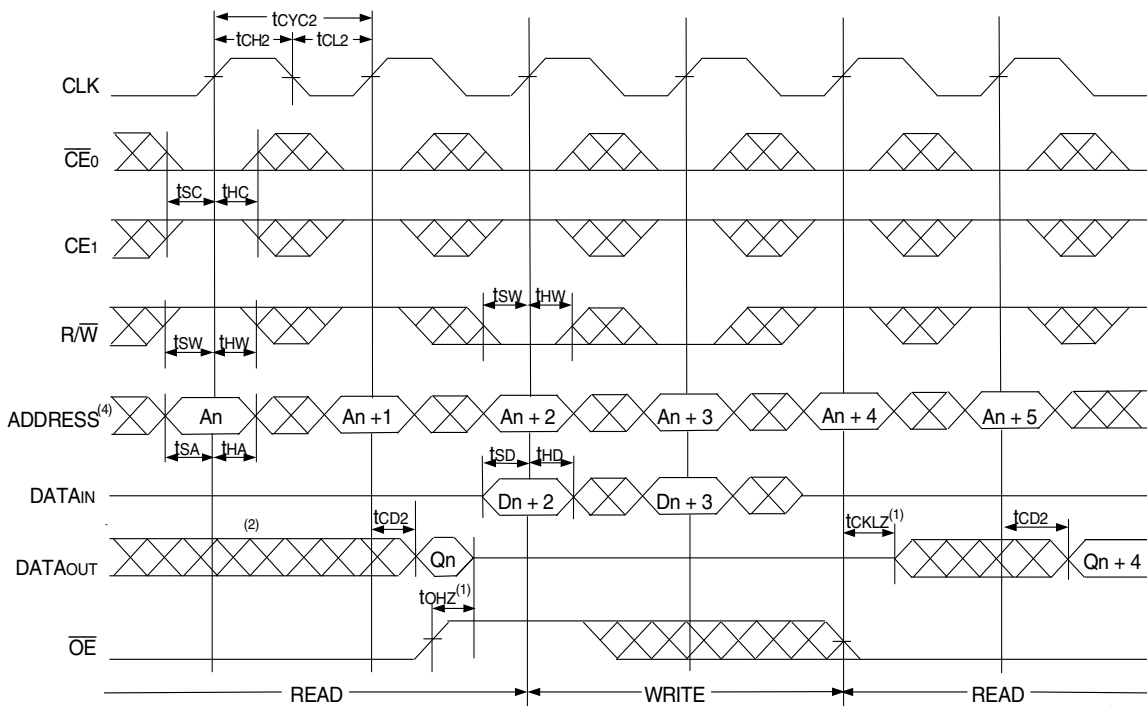 tCYC2
tCH2 tCL2
CLK
CE0
tSC tHC
CE1
tSW tHW
R/W
tSW tHW
ADDRESS(4) An An + 1 An + 2 An + 3 An + 4 An + 5
tSA tHA tSD tHD
DATAIN Dn + 2 Dn + 3
(2) tCD2 tCKLZ(1) tCD2
DATAOUT Qn Qn + 4
tOHZ(1)
OE
READ WRITE READ